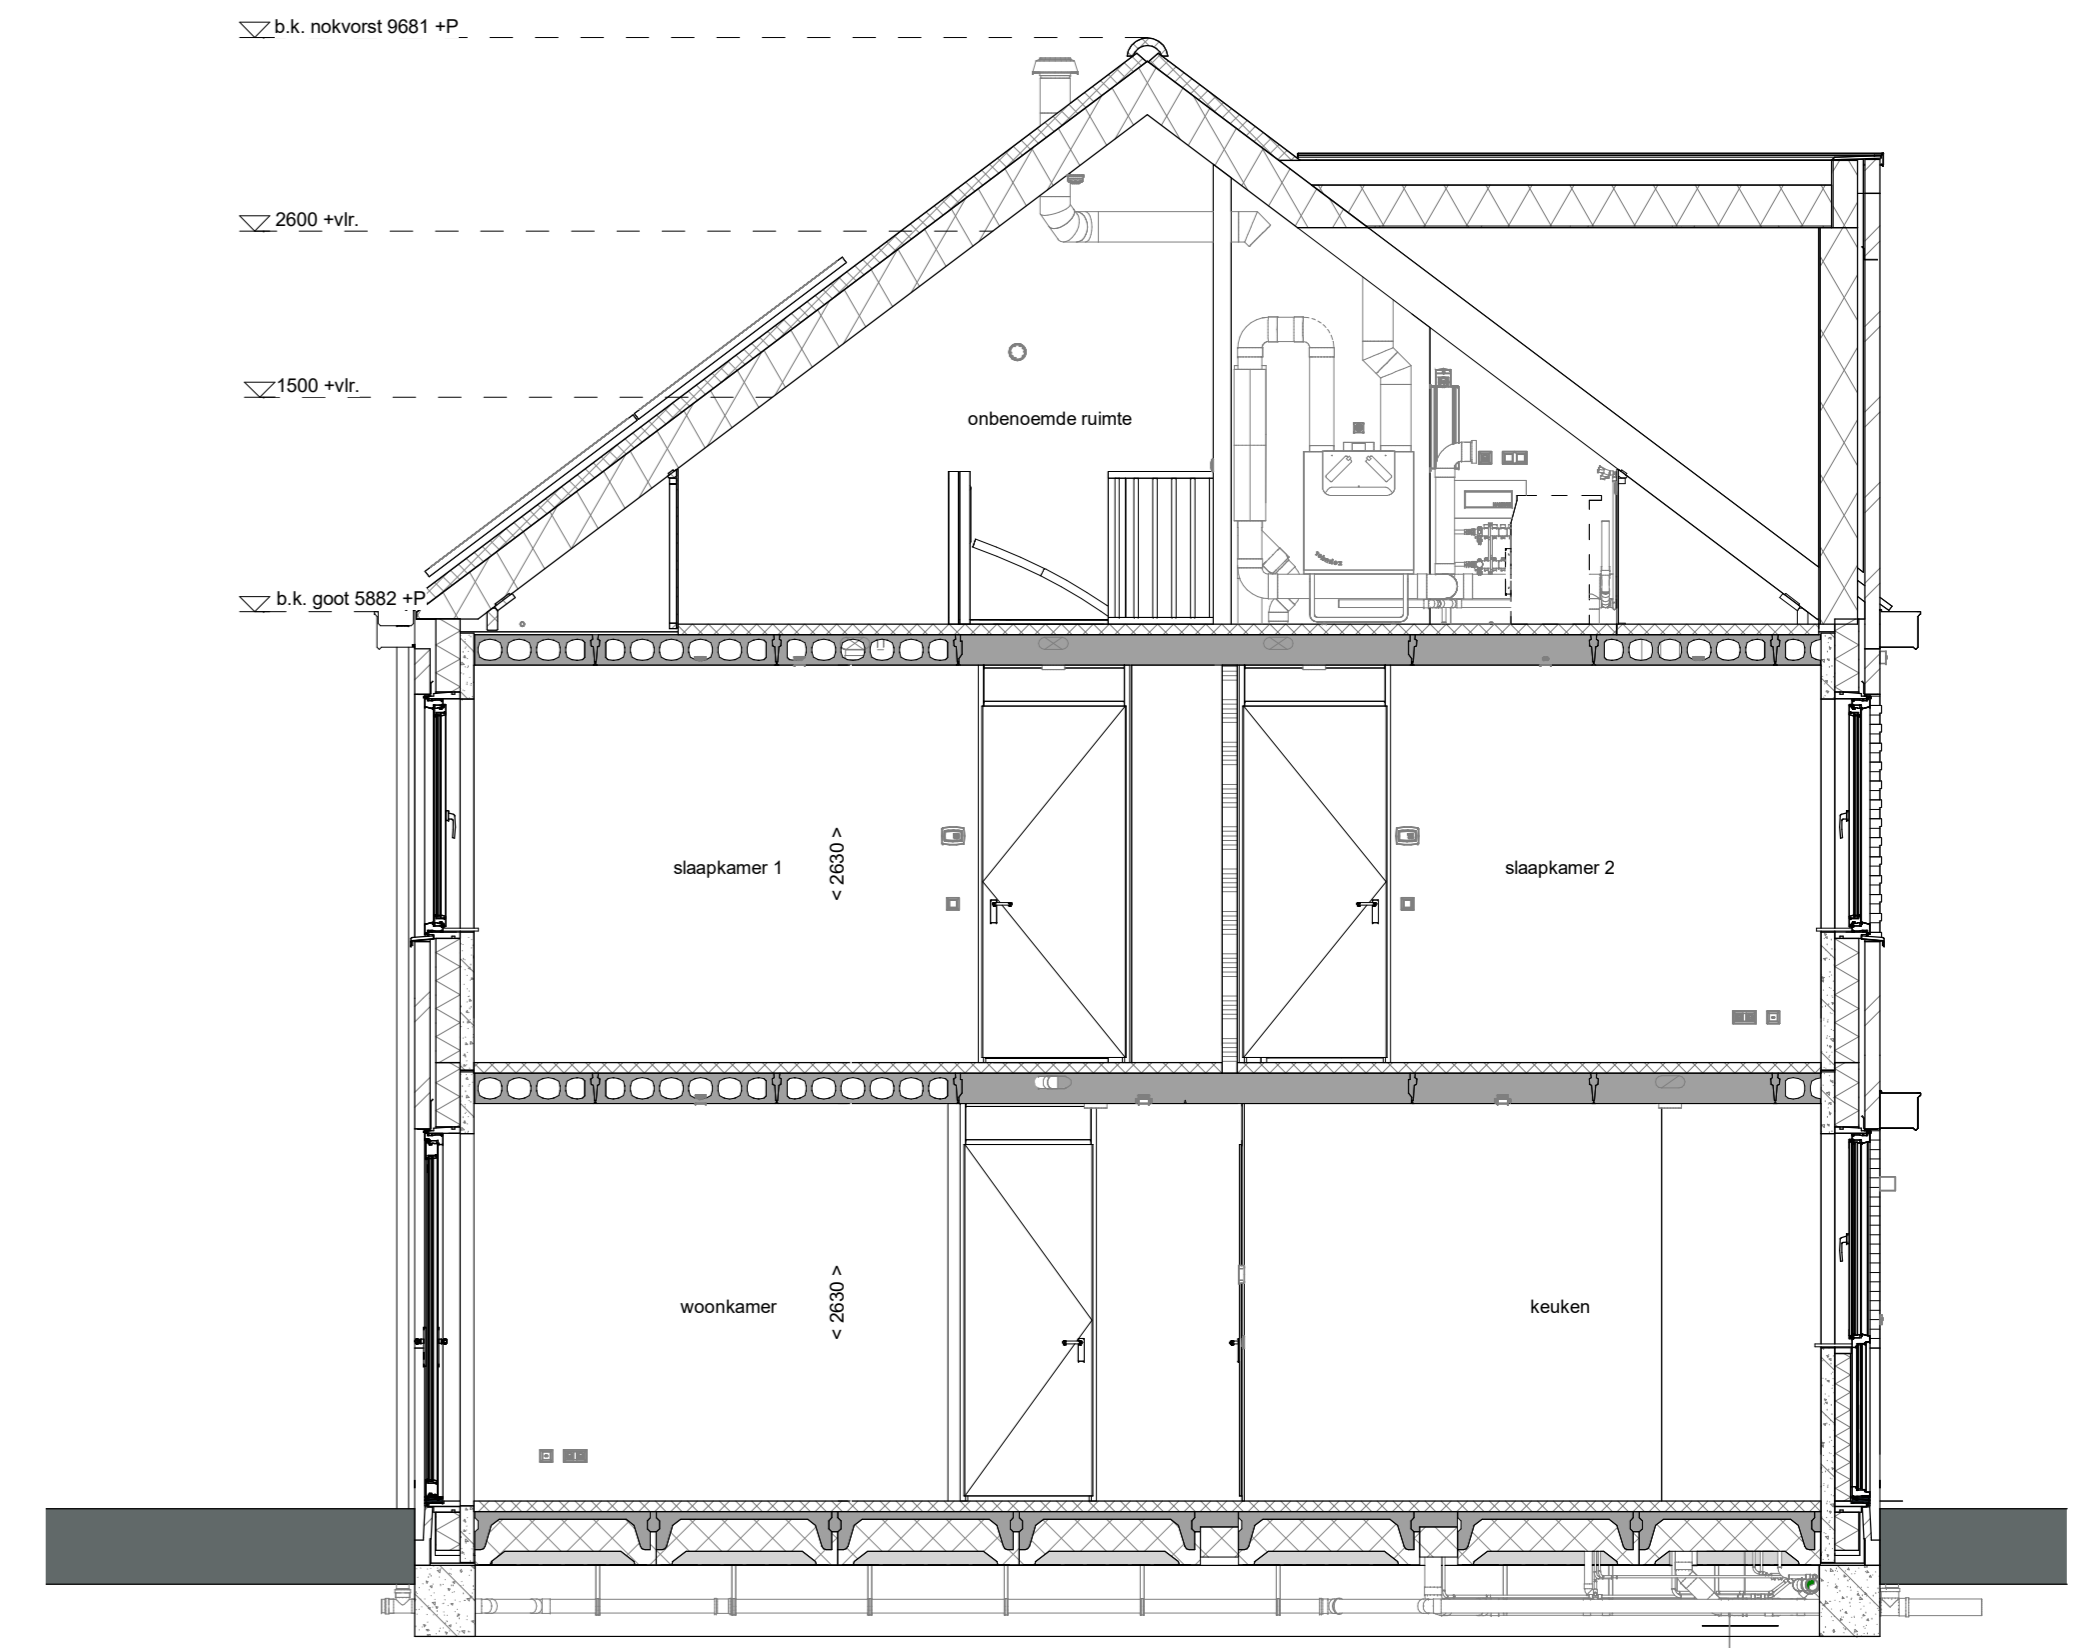 b.k. nokvorst 9681 +P
2600 +vlr.
1500 +vlr.
onbenoemde ruimte
b.k. goot 5882 +P
slaapkamer 1
< 2630 >
slaapkamer 2
woonkamer
< 2630 >
keuken